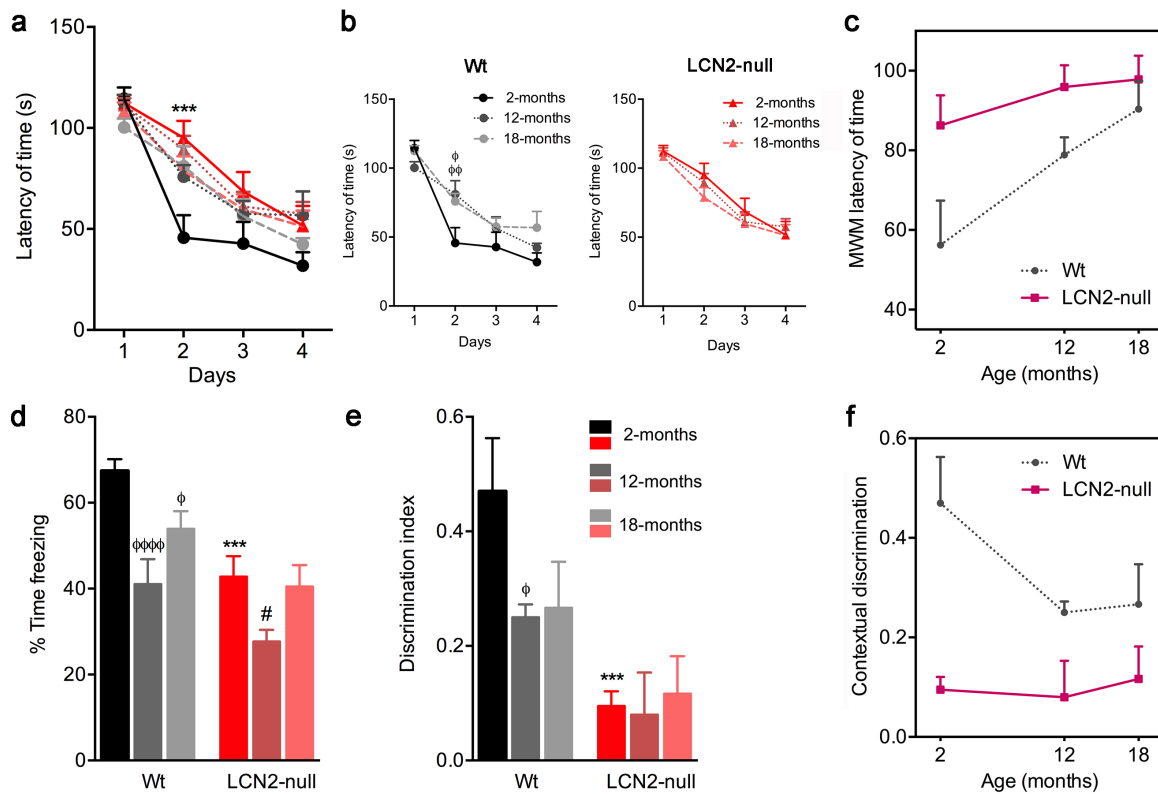 a
150
100
50
0
Latency of time (s)
***
1 2 3 4
Days
b
Wt
2-months
12-months
18-months
150
100
50
0
Latency of time (s)
ϕ
ϕϕ
1 2 3 4
Days
LCN2-null
2-months
12-months
18-months
150
100
50
0
Latency of time (s)
1 2 3 4
Days
c
100
80
60
40
MWM latency of time
Wt
LCN2-null
2 12 18
Age (months)
d
80
60
40
20
0
% Time freezing
ϕϕϕϕ
ϕ
***
#
Wt LCN2-null
e
0.6
0.4
0.2
0.0
Discrimination index
ϕ
***
2-months
12-months
18-months
Wt LCN2-null
f
0.6
0.4
0.2
0.0
Contextual discrimination
Wt
LCN2-null
2 12 18
Age (months)